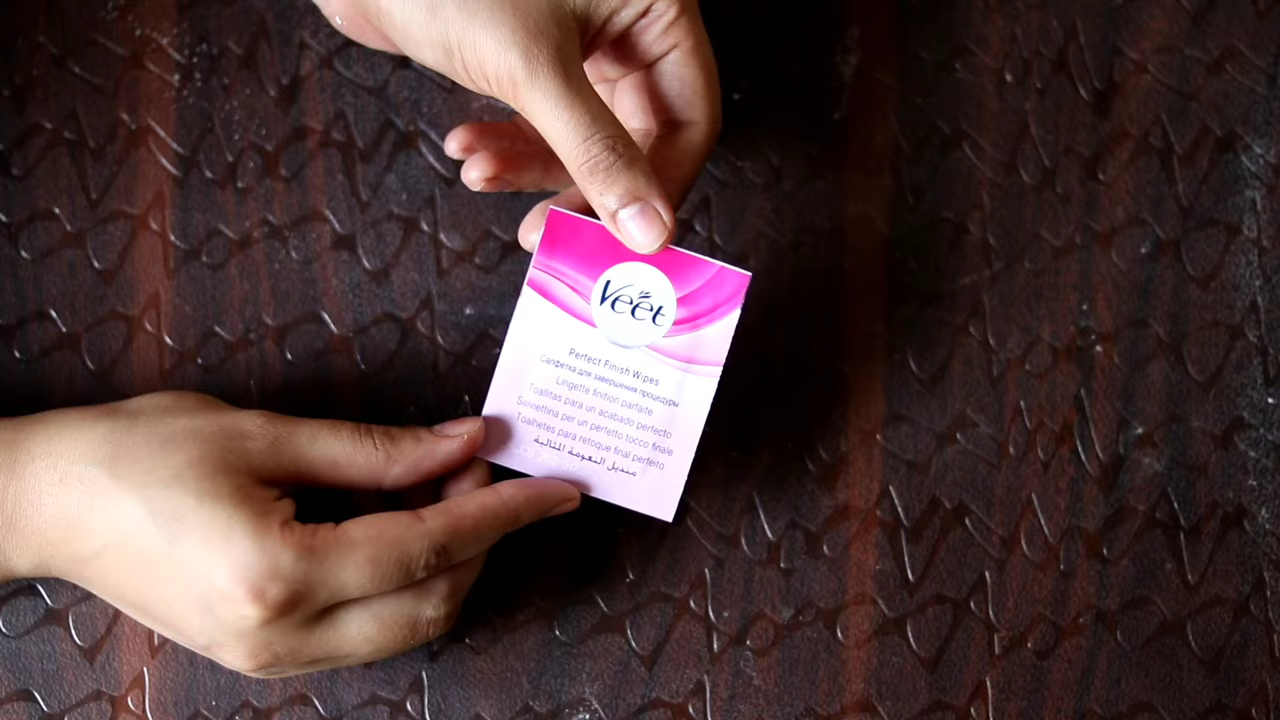 Veet
Perfect Finish Wipes
Салфетка для завершения процедуры
Lingette finition parfaite
Toallitas para un acabado perfecto
Salviettina per un perfetto tocco finale
Toalhetes para retoque final perfeito
منديل النعومة المثالية